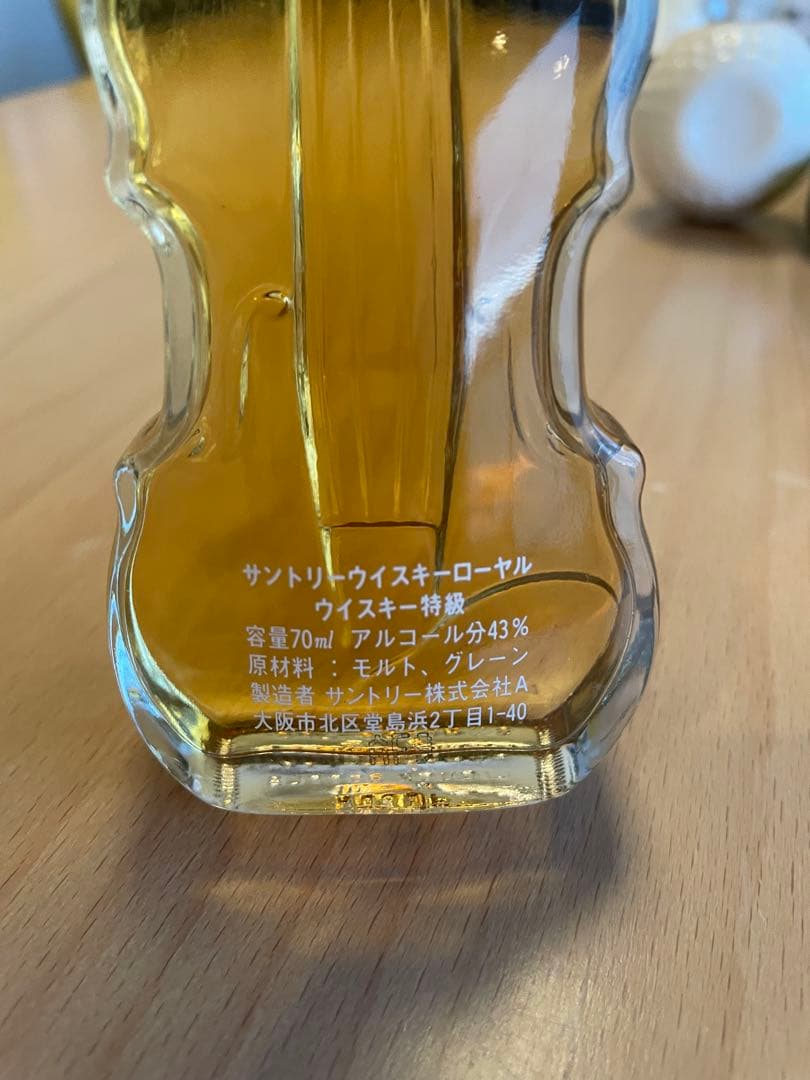 サントリーウイスキーローヤル
ウイスキー特級
容量70ml アルコール分43%
原材料 : モルト、グレーン
製造者 サントリー株式会社A
大阪市北区堂島浜2丁目1-40